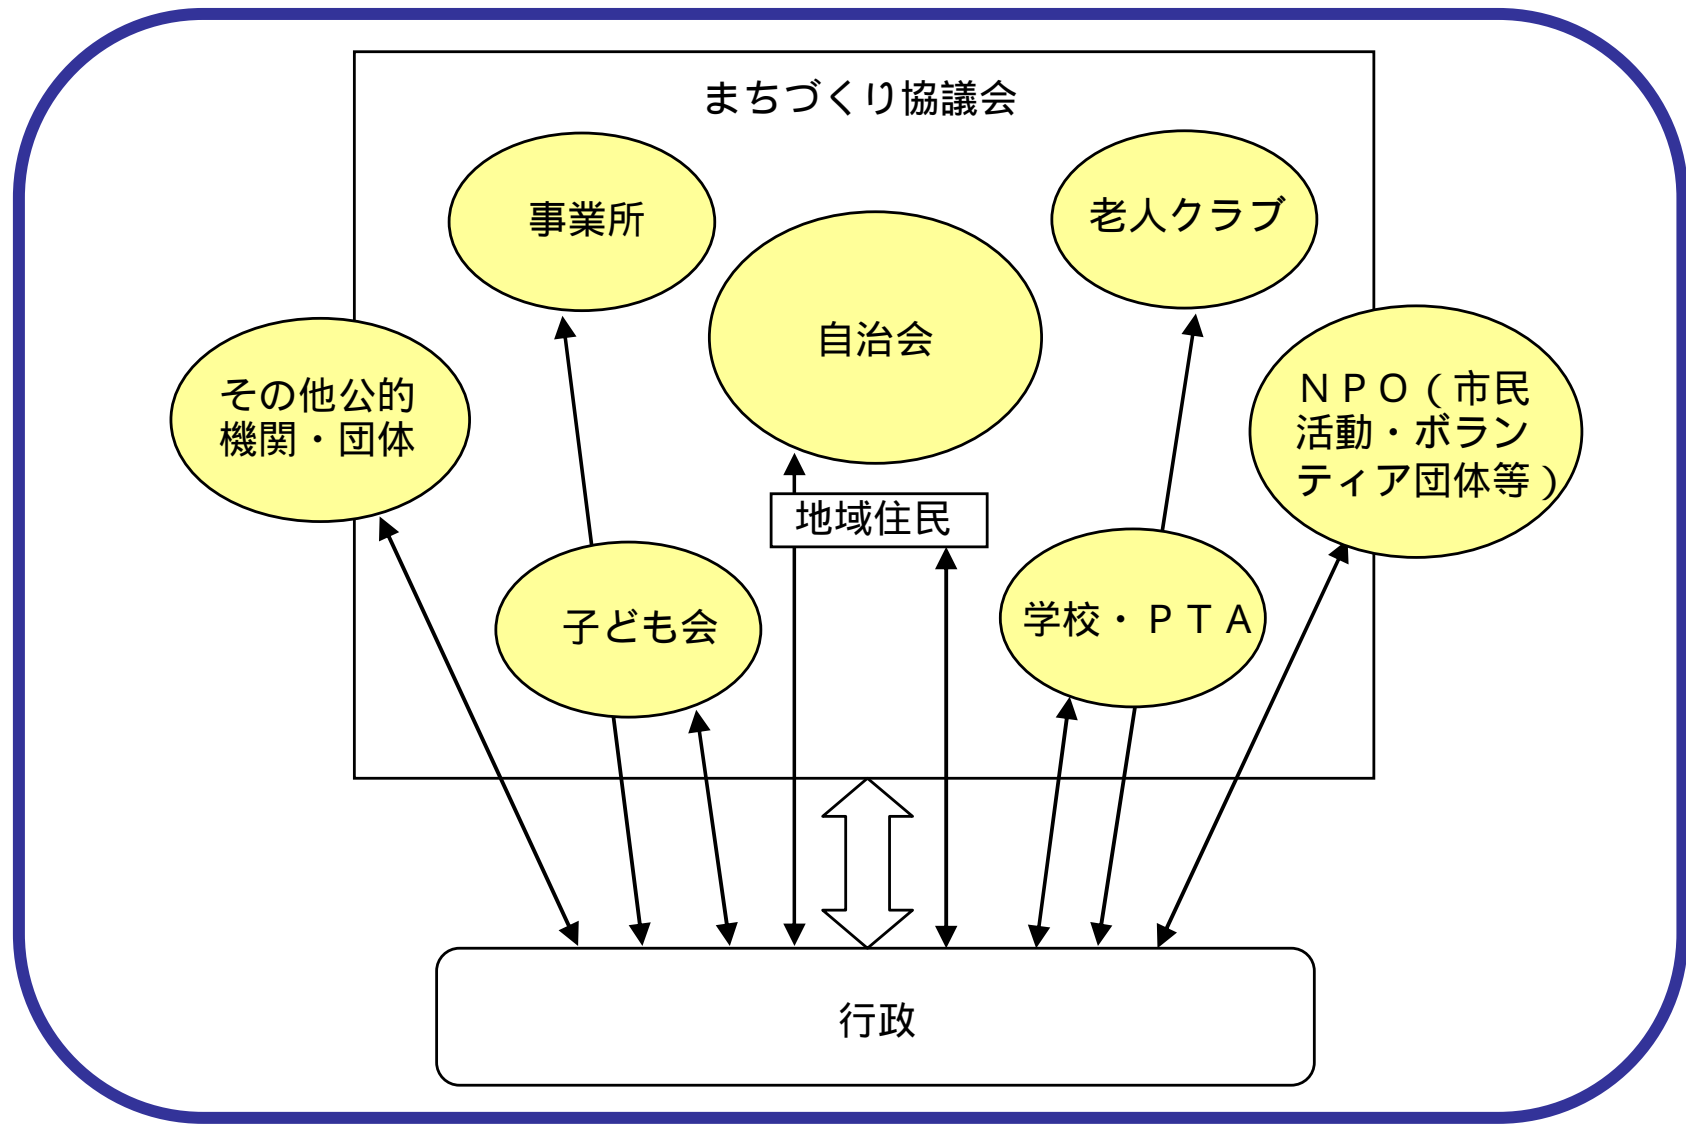 まちづくり協議会
事業所
老人クラブ
自治会
その他公的
機関・団体
ＮＰＯ（市民
活動・ボラン
ティア団体等）
地域住民
子ども会
学校・ＰＴＡ
行政